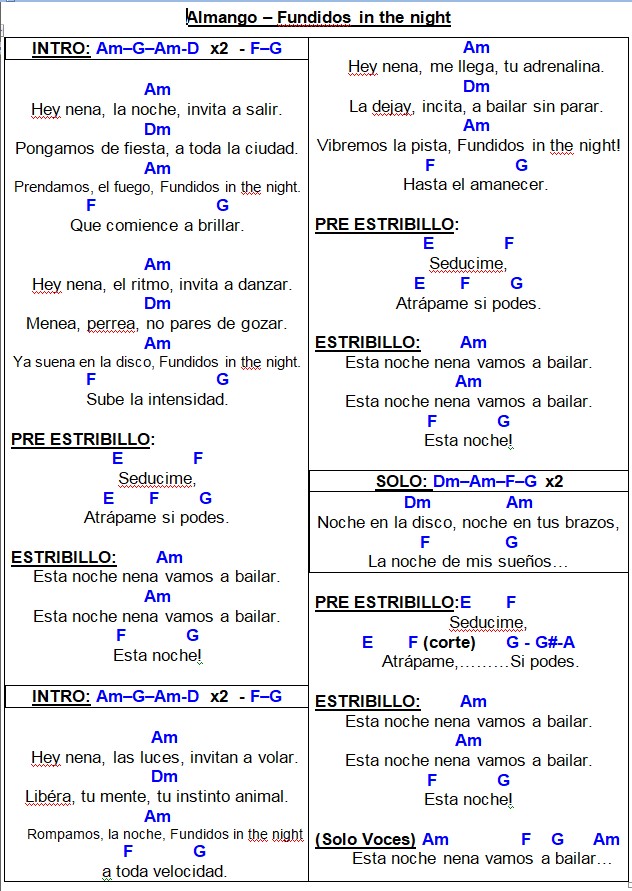 Almango – Fundidos in the night
INTRO: Am–G–Am-D x2 - F–G
Am
Hey nena, la noche, invita a salir.
Dm
Pongamos de fiesta, a toda la ciudad.
Am
Prendamos, el fuego, Fundidos in the night.
F G
Que comience a brillar.
Am
Hey nena, el ritmo, invita a danzar.
Dm
Menea, perrea, no pares de gozar.
Am
Ya suena en la disco, Fundidos in the night.
F G
Sube la intensidad.
PRE ESTRIBILLO:
E F
Seducime,
E F G
Atrápame si podes.
ESTRIBILLO: Am
Esta noche nena vamos a bailar.
Am
Esta noche nena vamos a bailar.
F G
Esta noche!
INTRO: Am–G–Am-D x2 - F–G
Am
Hey nena, las luces, invitan a volar.
Dm
Libéra, tu mente, tu instinto animal.
Am
Rompamos, la noche, Fundidos in the night
F G
a toda velocidad.
Am
Hey nena, me llega, tu adrenalina.
Dm
La dejay, incita, a bailar sin parar.
Am
Vibremos la pista, Fundidos in the night!
F G
Hasta el amanecer.
PRE ESTRIBILLO:
E F
Seducime,
E F G
Atrápame si podes.
ESTRIBILLO: Am
Esta noche nena vamos a bailar.
Am
Esta noche nena vamos a bailar.
F G
Esta noche!
SOLO: Dm–Am–F–G x2
Dm Am
Noche en la disco, noche en tus brazos,
F G
La noche de mis sueños…
PRE ESTRIBILLO:E F
Seducime,
E F (corte) G - G#-A
Atrápame,………Si podes.
ESTRIBILLO: Am
Esta noche nena vamos a bailar.
Am
Esta noche nena vamos a bailar.
F G
Esta noche!
(Solo Voces) Am F G Am
Esta noche nena vamos a bailar…